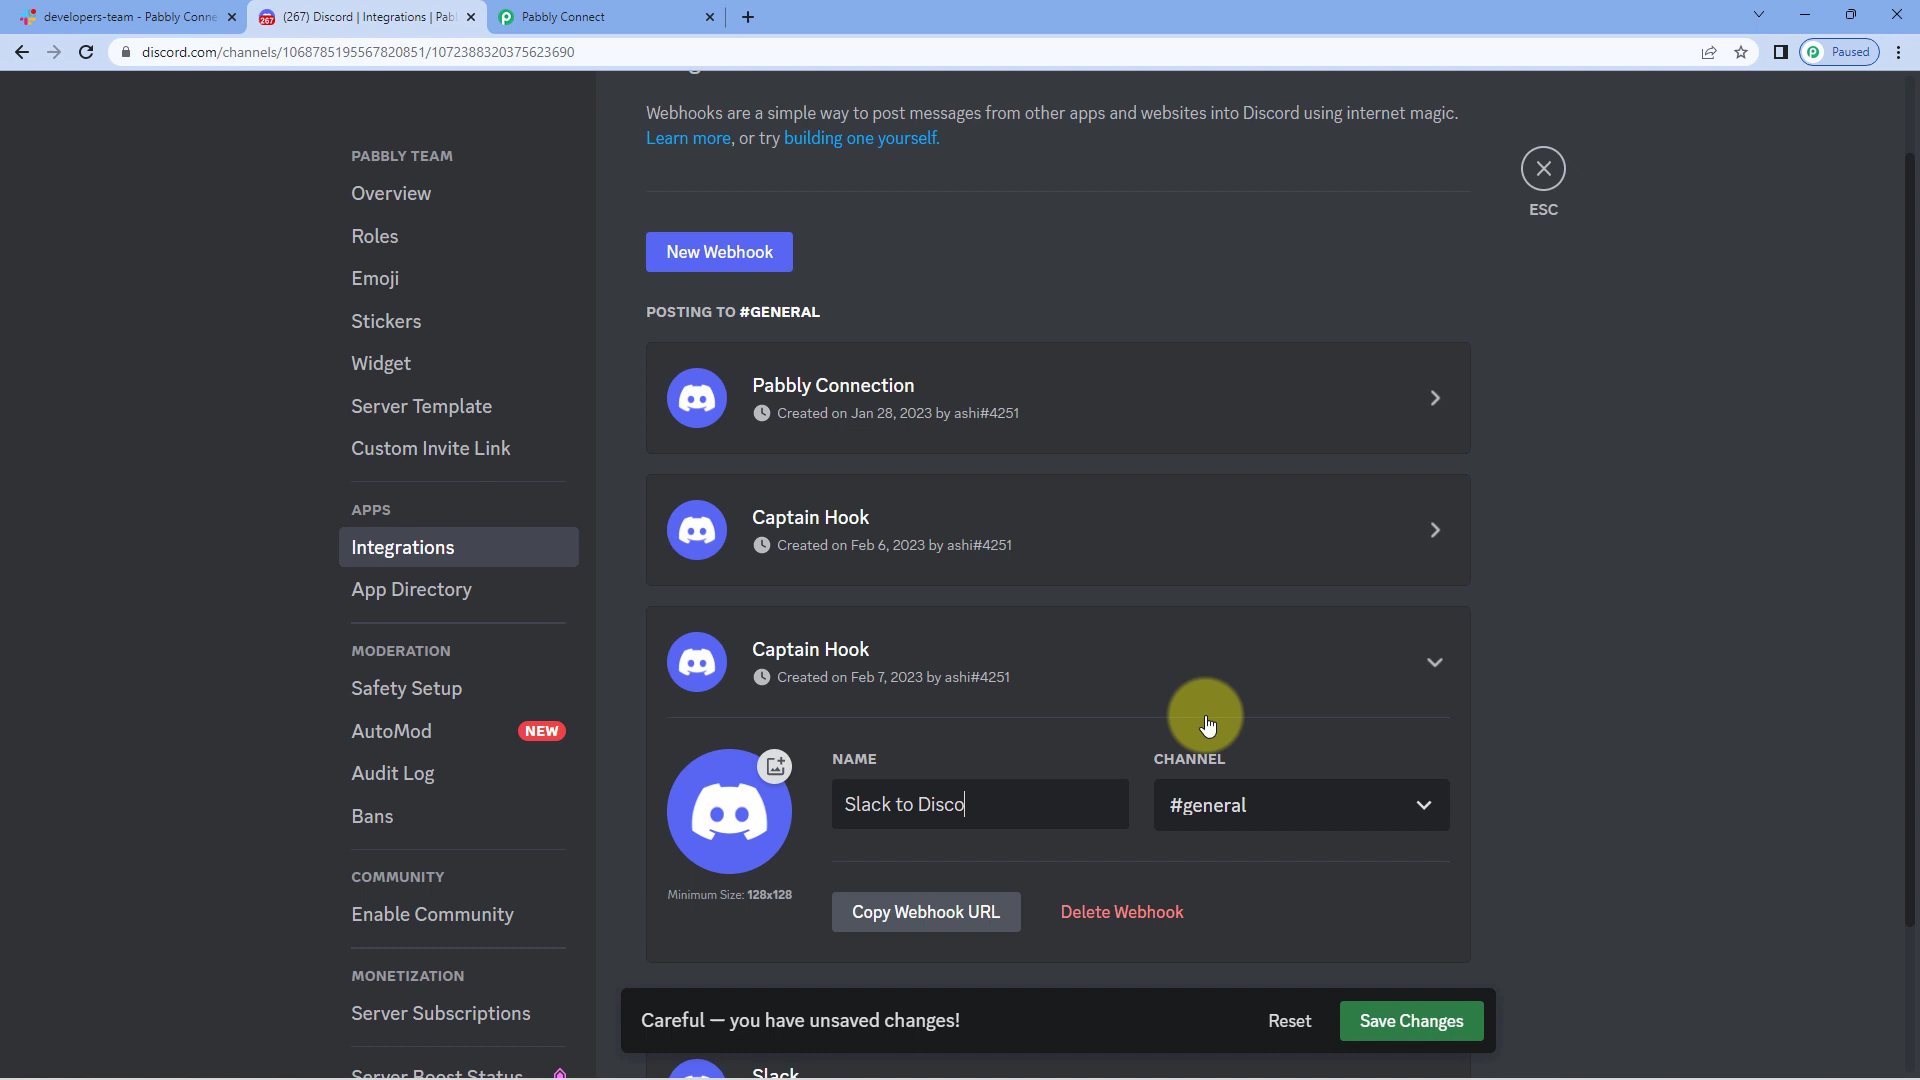 developers-team - Pabbly Conne
(267) Discord | Integrations | Pabl
Pabbly Connect
discord.com/channels/1068785195567820851/1072388320375623690
Paused
Webhooks are a simple way to post messages from other apps and websites into Discord using internet magic.
Learn more, or try building one yourself.
ESC
PABBLY TEAM
Overview
Roles
Emoji
Stickers
Widget
Server Template
Custom Invite Link
APPS
Integrations
App Directory
MODERATION
Safety Setup
AutoMod NEW
Audit Log
Bans
COMMUNITY
Enable Community
MONETIZATION
Server Subscriptions
Server Boost Status
New Webhook
POSTING TO #GENERAL
Pabbly Connection
Created on Jan 28, 2023 by ashi#4251
Captain Hook
Created on Feb 6, 2023 by ashi#4251
Captain Hook
Created on Feb 7, 2023 by ashi#4251
NAME
CHANNEL
Slack to Disco
#general
Minimum Size: 128x128
Copy Webhook URL
Delete Webhook
Careful — you have unsaved changes!
Reset
Save Changes
Slack